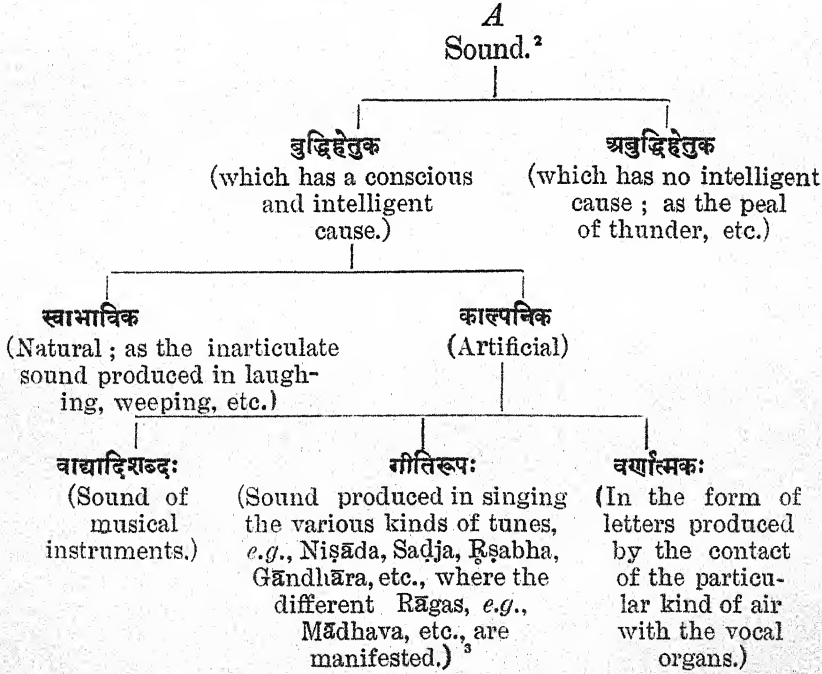 A
Sound.²
बुद्धिहेतुक
(which has a conscious
and intelligent
cause.)
अबुद्धिहेतुक
(which has no intelligent
cause ; as the peal
of thunder, etc.)
स्वाभाविक
(Natural ; as the inarticulate
sound produced in laugh-
ing, weeping, etc.)
काल्पनिक
(Artificial)
वाद्यादिशब्दः
(Sound of
musical
instruments.)
गीतिरूपः
(Sound produced in singing
the various kinds of tunes,
e.g., Niṣāda, Sadja, Ṛṣabha,
Gāndhāra, etc., where the
different Rāgas, e.g.,
Mādhava, etc., are
manifested.) ³
वर्णात्मकः
(In the form of
letters produced
by the contact
of the particu-
lar kind of air
with the vocal
organs.)